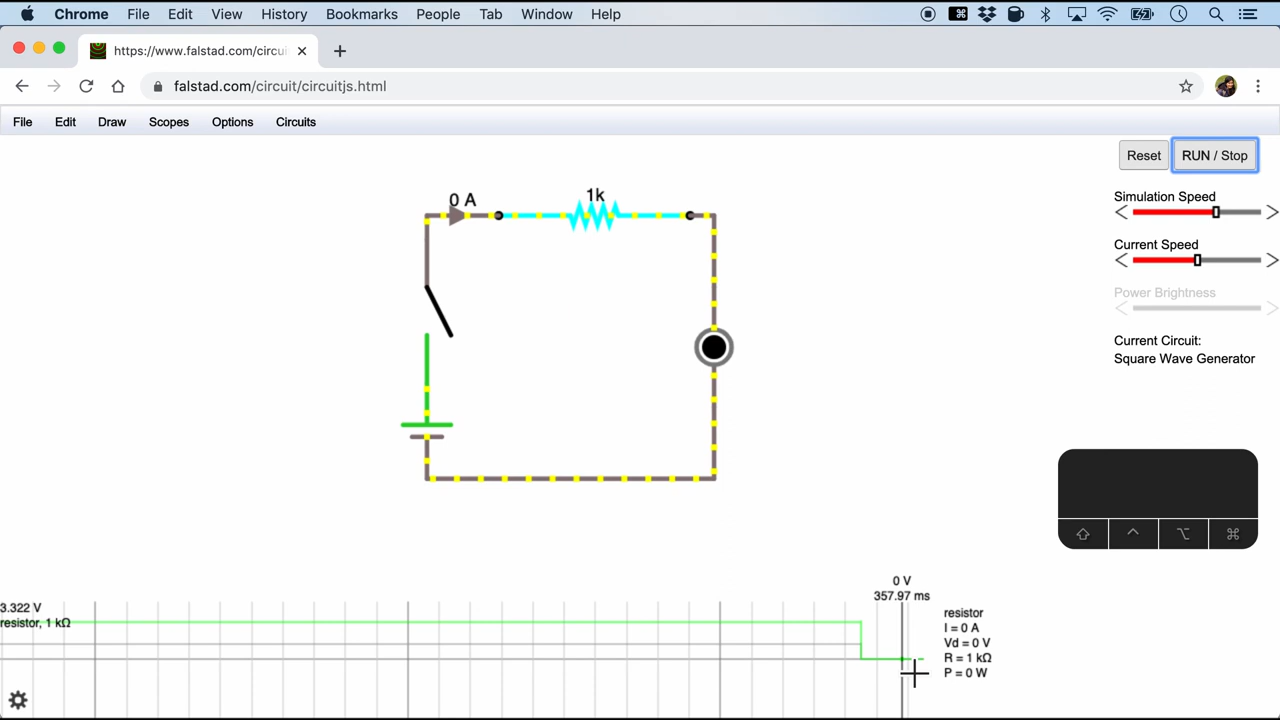 Chrome File Edit View History Bookmarks People Tab Window Help
https://www.falstad.com/circui
falstad.com/circuit/circuitjs.html
File Edit Draw Scopes Options Circuits
Reset RUN / Stop
Simulation Speed
Current Speed
Power Brightness
Current Circuit:
Square Wave Generator
0 A
1k
0 V
357.97 ms
3.322 V
resistor, 1 kΩ
resistor
I = 0 A
Vd = 0 V
R = 1 kΩ
P = 0 W